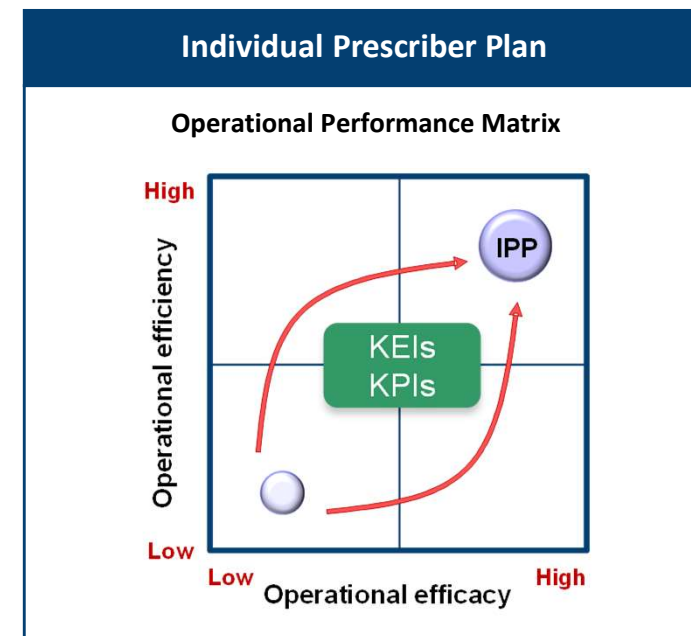 Individual Prescriber Plan
Operational Performance Matrix
High
Operational efficiency
IPP
KEIs
KPIs
Low
Low
High
Operational efficacy